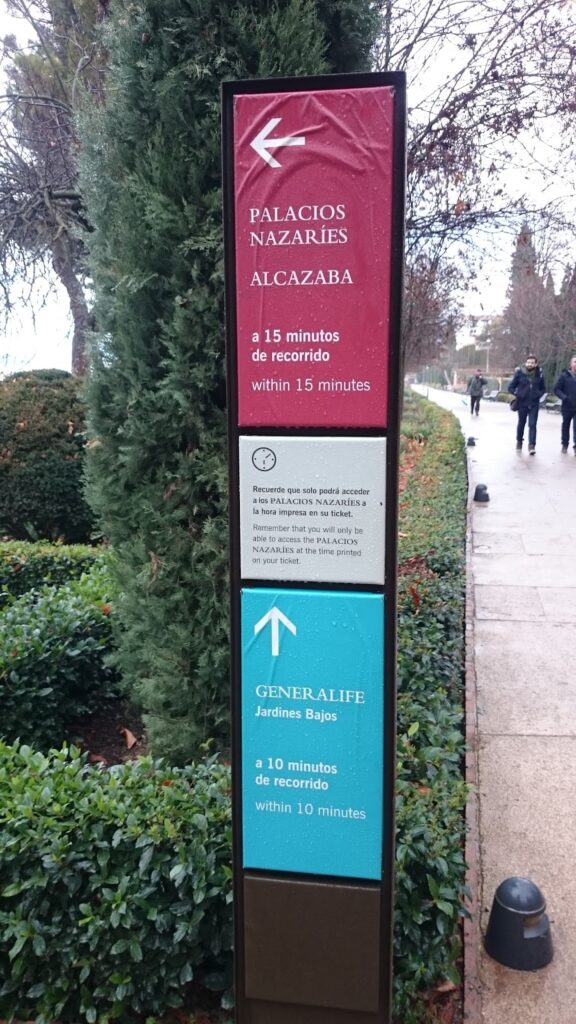 PALACIOS
NAZARÍES
ALCAZABA
a 15 minutos
de recorrido
within 15 minutes
Recuerde que solo podrá acceder
a los PALACIOS NAZARÍES a
la hora impresa en su ticket.
Remember that you will only be
able to access the PALACIOS
NAZARÍES at the time printed
on your ticket.
GENERALIFE
Jardines Bajos
a 10 minutos
de recorrido
within 10 minutes